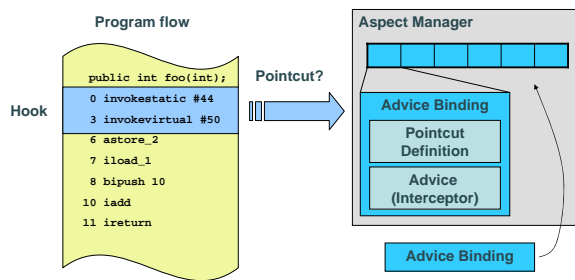 Program flow
Aspect Manager
public int foo(int);
Pointcut?
Hook
0 invokestatic #44
3 invokevirtual #50
6 astore_2
7 iload_1
8 bipush 10
10 iadd
11 ireturn
Advice Binding
Pointcut
Definition
Advice
(Interceptor)
Advice Binding